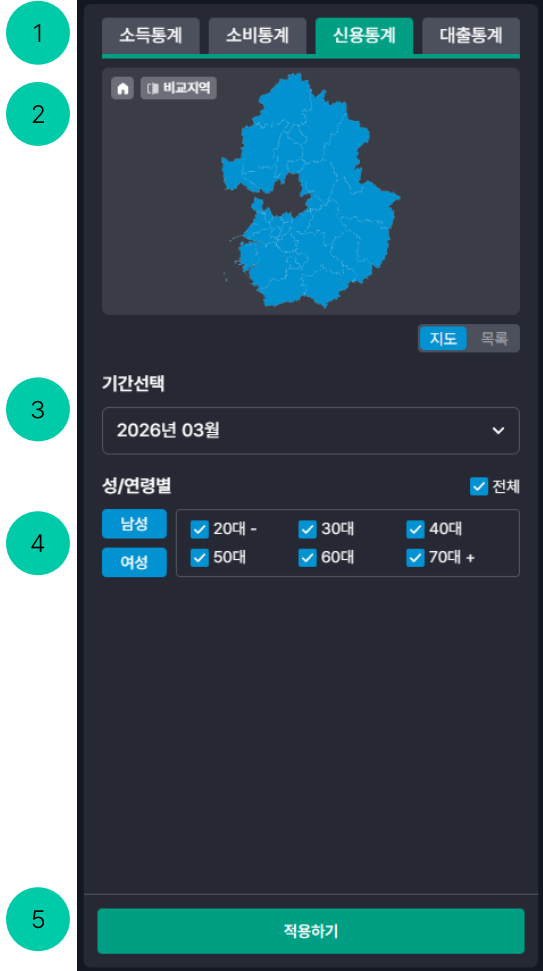 1
소득통계 소비통계 신용통계 대출통계
2
비교지역
지도 목록
기간선택
3
2026년 03월
성/연령별 전체
4
남성 20대 - 30대 40대
여성 50대 60대 70대 +
5
적용하기